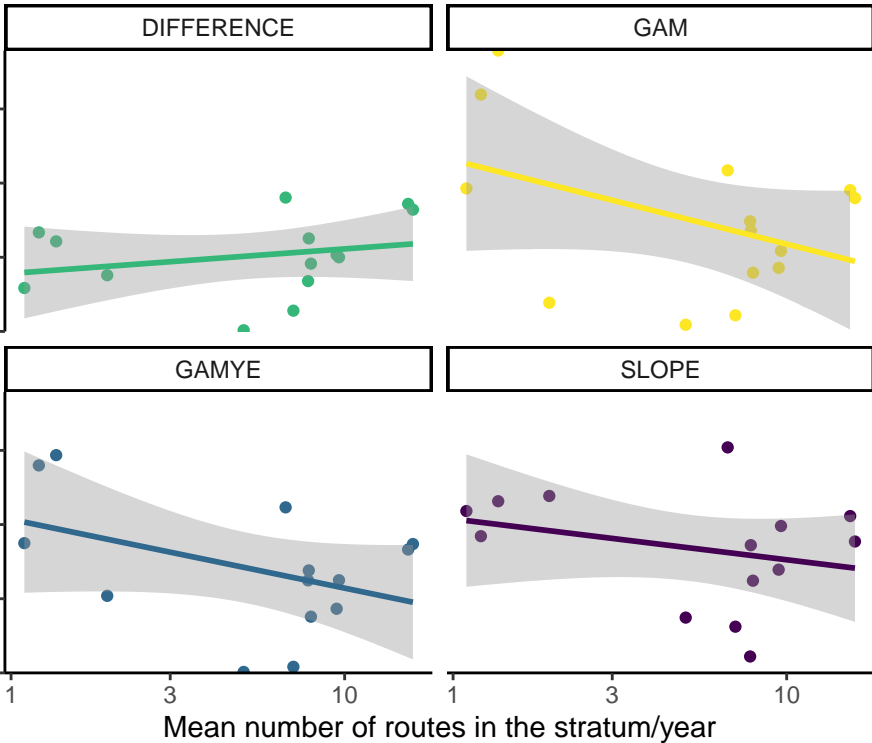 DIFFERENCE
GAM
GAMYE
SLOPE
1 3 10
1 3 10
Mean number of routes in the stratum/year